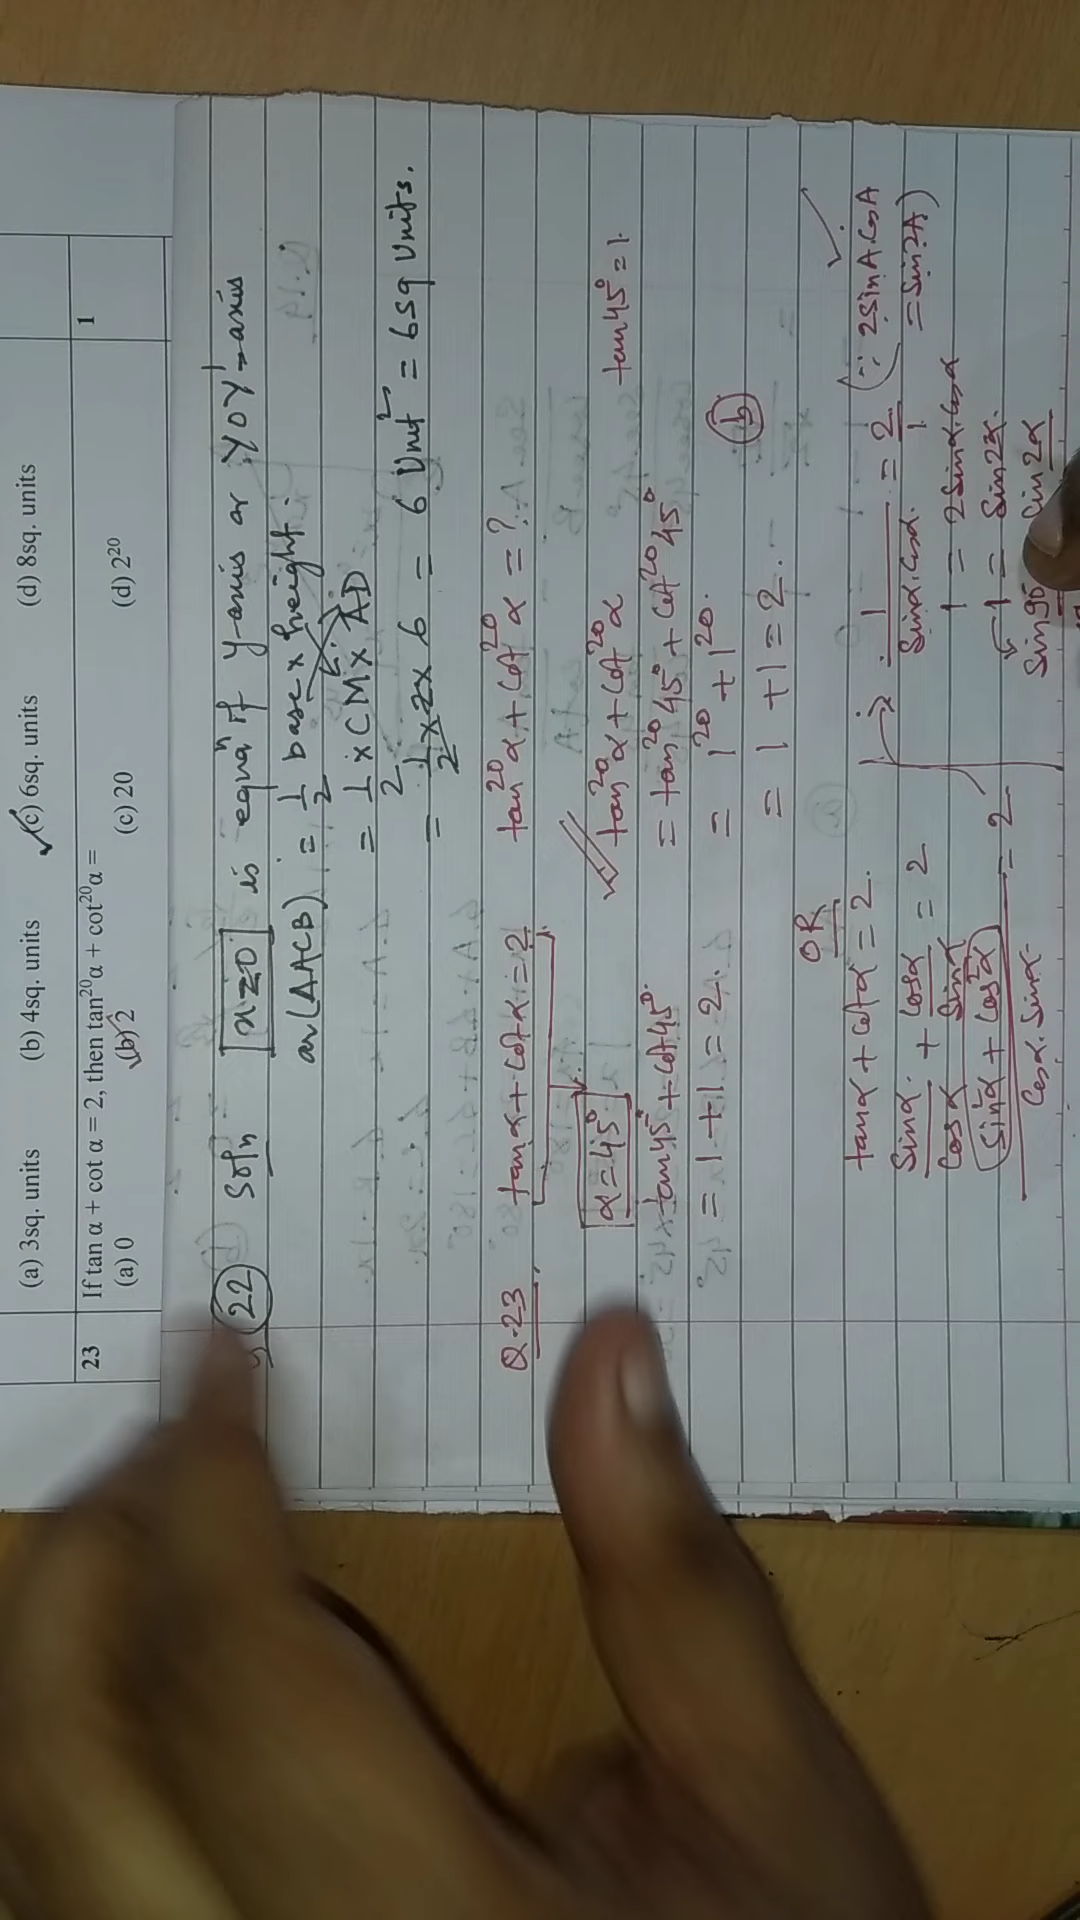 (a) 3sq. units (b) 4sq. units (c) 6sq. units (d) 8sq. units
23 If tan α + cot α = 2, then tan²⁰α + cot²⁰α = 1
(a) 0 (b) 2 (c) 20 (d) 2²⁰
22 Solⁿ x=0 is equaⁿ of y-axis or YOY'-axis
ar(ΔACB) = 1/2 base x height.
= 1/2 x CM x AD
= 1/2 x 2 x 6 = 6 Unit² = 6 sq Units.
Q.23, tanα + cotα = 2 tan²⁰α + cot²⁰α = ?
α = 45° tan²⁰α + cot²⁰α tan45° = 1.
tan45° + cot45°. = tan²⁰45° + cot²⁰45°
= 1 + 1 = 2. = 1²⁰ + 1²⁰.
= 1 + 1 = 2. (b)
OR
tanα + cotα = 2.
sinα/cosα + cosα/sinα = 2
sin²α + cos²α/cosα.sinα = 2
1/sinα.cosα. = 2/1 (∵ 2sinA.cosA = sin2A)
1 = 2sinα.cosα
1 = sin2α.
sin90 sin2α